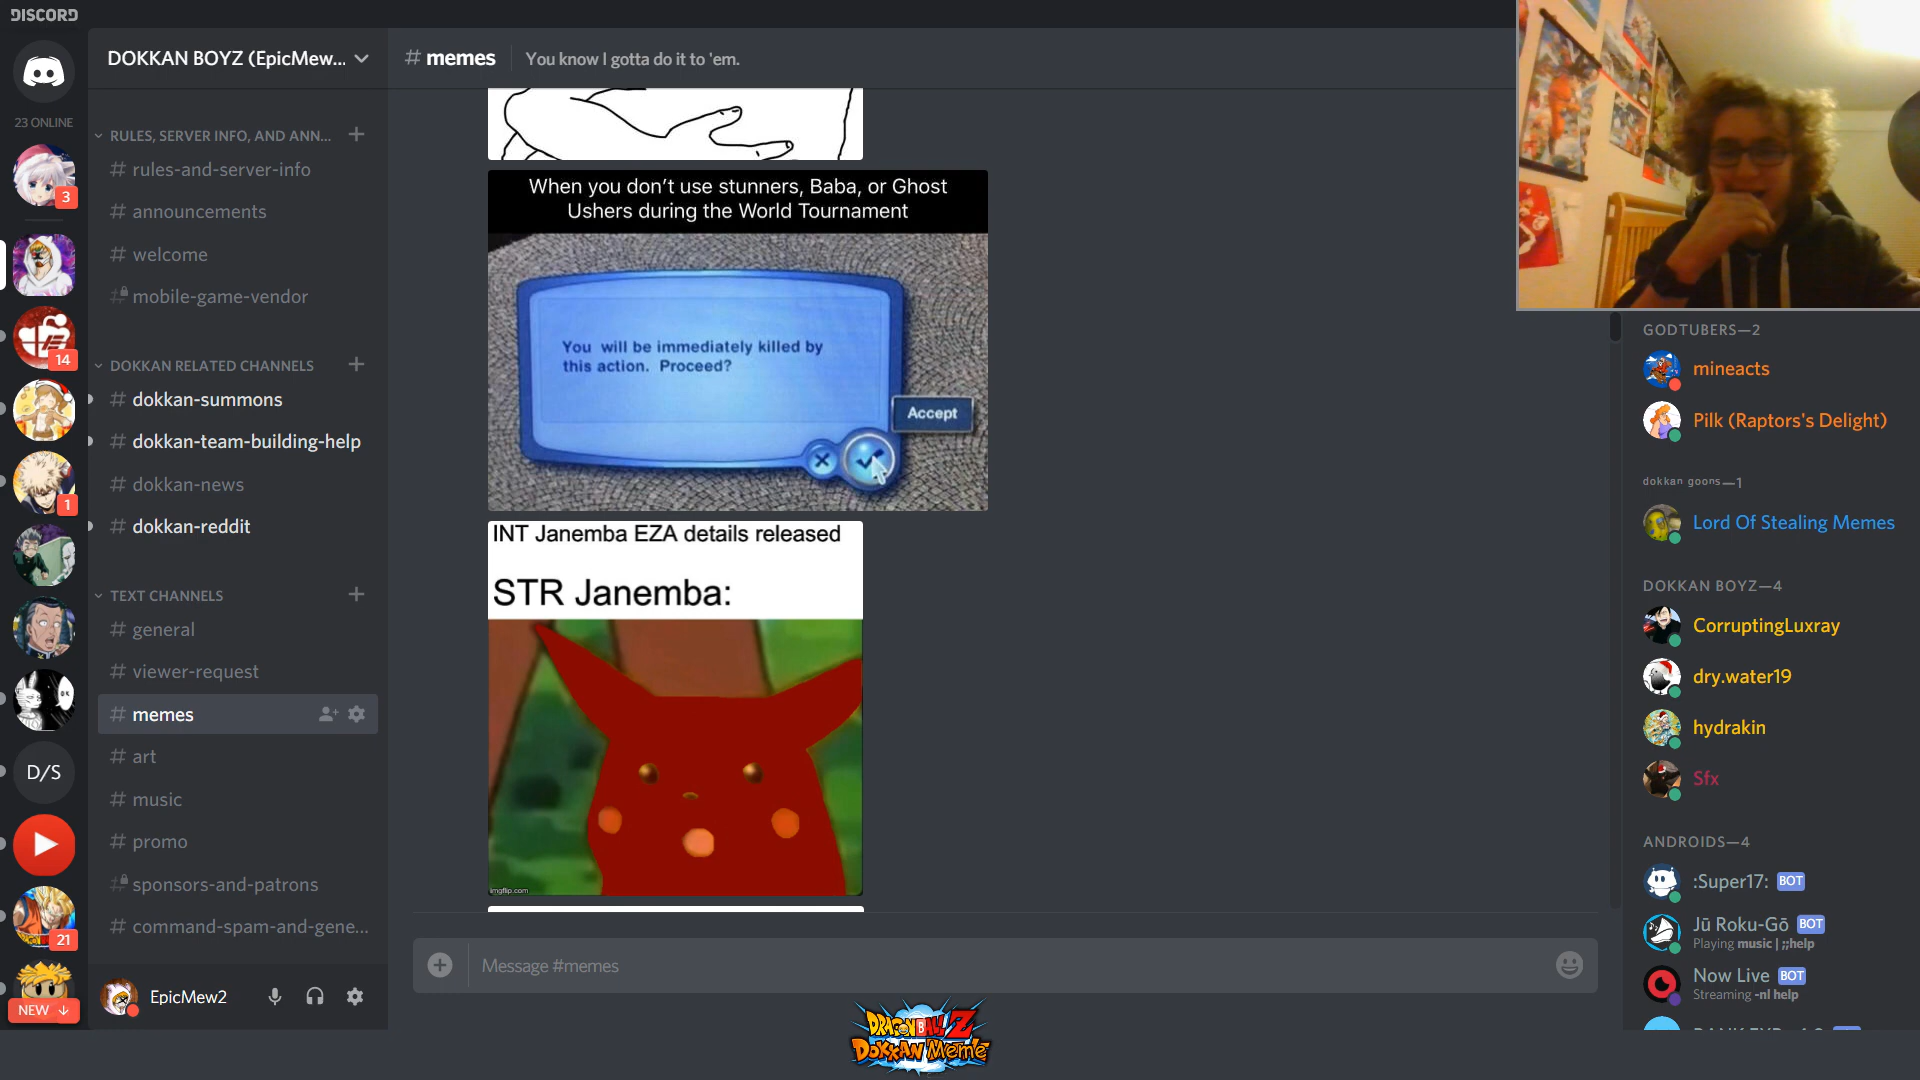 DISCORD
23 ONLINE
3
14
1
D/S
21
NEW
DOKKAN BOYZ (EpicMew...
RULES, SERVER INFO, AND ANN...
# rules-and-server-info
# announcements
# welcome
# mobile-game-vendor
DOKKAN RELATED CHANNELS
# dokkan-summons
# dokkan-team-building-help
# dokkan-news
# dokkan-reddit
TEXT CHANNELS
# general
# viewer-request
# memes
# art
# music
# promo
# sponsors-and-patrons
# command-spam-and-gene...
EpicMew2
# memes
You know I gotta do it to 'em.
When you don't use stunners, Baba, or Ghost
Ushers during the World Tournament
You will be immediately killed by
this action. Proceed?
Accept
INT Janemba EZA details released
STR Janemba:
imgflip.com
Message #memes
DRAGON BALL Z
DOKKAN MEME
GODTUBERS—2
mineacts
Pilk (Raptors's Delight)
dokkan goons—1
Lord Of Stealing Memes
DOKKAN BOYZ—4
CorruptingLuxray
dry.water19
hydrakin
Sfx
ANDROIDS—4
:Super17: BOT
Jū Roku-Gō BOT
Playing music | ;;help
Now Live BOT
Streaming -nl help